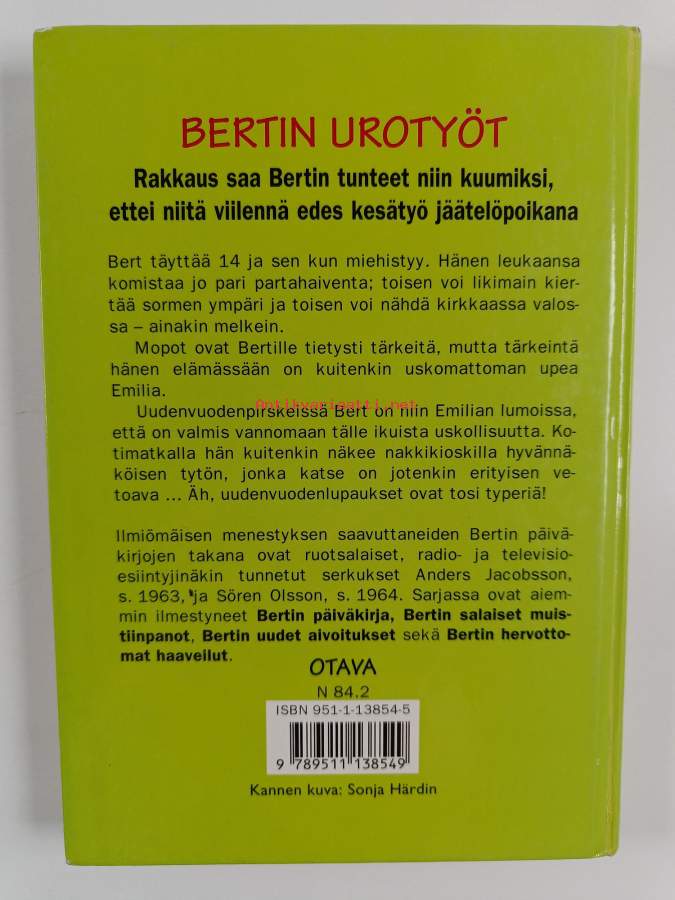 BERTIN UROTYÖT
Rakkaus saa Bertin tunteet niin kuumiksi,
ettei niitä viilennä edes kesätyö jäätelöpoikana
Bert täyttää 14 ja sen kun miehistyy. Hänen leukaansa
komistaa jo pari partahaiventa; toisen voi likimain kier-
tää sormen ympäri ja toisen voi nähdä kirkkaassa valos-
sa – ainakin melkein.
Mopot ovat Bertille tietysti tärkeitä, mutta tärkeintä
hänen elämässään on kuitenkin uskomattoman upea
Emilia.
Antikvariaatti.net
Uudenvuodenpirskeissä Bert on niin Emilian lumoissa,
että on valmis vannomaan tälle ikuista uskollisuutta. Ko-
timatkalla hän kuitenkin näkee nakkikioskilla hyvännä-
köisen tytön, jonka katse on jotenkin erityisen ve-
toava ... Äh, uudenvuodenlupaukset ovat tosi typeriä!
Ilmiömäisen menestyksen saavuttaneiden Bertin päivä-
kirjojen takana ovat ruotsalaiset, radio- ja televisio-
esiintyjinäkin tunnetut serkukset Anders Jacobsson,
s. 1963, ja Sören Olsson, s. 1964. Sarjassa ovat aiem-
min ilmestyneet Bertin päiväkirja, Bertin salaiset muis-
tiinpanot, Bertin uudet aivoitukset sekä Bertin hervotto-
mat haaveilut.
OTAVA
N 84.2
ISBN 951-1-13854-5
9 789511 138549
Kannen kuva: Sonja Härdin